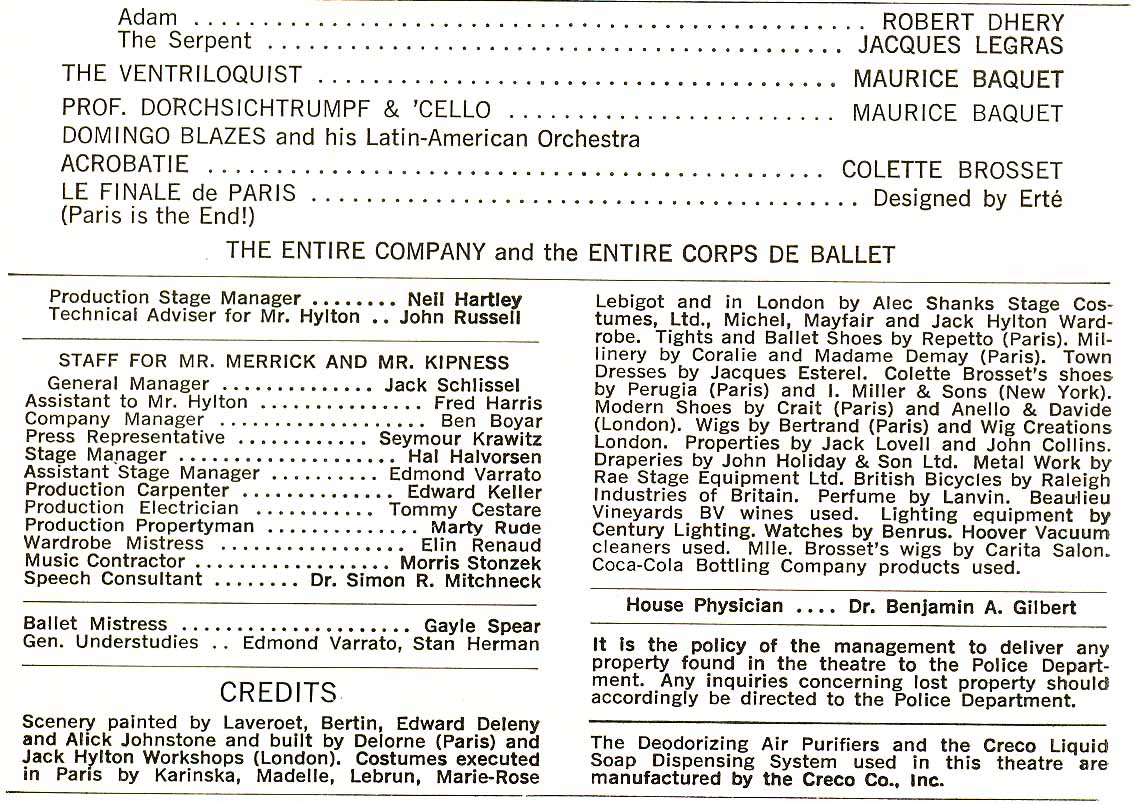 Adam .................................................. ROBERT DHERY
The Serpent ........................................... JACQUES LEGRAS
THE VENTRILOQUIST ...................................... MAURICE BAQUET
PROF. DORCHSICHTRUMPF & 'CELLO ........................ MAURICE BAQUET
DOMINGO BLAZES and his Latin-American Orchestra
ACROBATIE .............................................. COLETTE BROSSET
LE FINALE de PARIS ......................................... Designed by Erté
(Paris is the End!)
THE ENTIRE COMPANY and the ENTIRE CORPS DE BALLET
Production Stage Manager ........ Neil Hartley
Technical Adviser for Mr. Hylton .. John Russell
STAFF FOR MR. MERRICK AND MR. KIPNESS
General Manager .............. Jack Schlissel
Assistant to Mr. Hylton ............... Fred Harris
Company Manager ................... Ben Boyar
Press Representative ............ Seymour Krawitz
Stage Manager ...................... Hal Halvorsen
Assistant Stage Manager .......... Edmond Varrato
Production Carpenter .............. Edward Keller
Production Electrician ............ Tommy Cestare
Production Propertyman .............. Marty Rude
Wardrobe Mistress ................. Elin Renaud
Music Contractor .................. Morris Stonzek
Speech Consultant ........ Dr. Simon R. Mitchneck
Ballet Mistress ..................... Gayle Spear
Gen. Understudies .. Edmond Varrato, Stan Herman
CREDITS
Scenery painted by Laveroet, Bertin, Edward Deleny
and Alick Johnstone and built by Delorne (Paris) and
Jack Hylton Workshops (London). Costumes executed
in Paris by Karinska, Madelle, Lebrun, Marie-Rose
Lebigot and in London by Alec Shanks Stage Cos-
tumes, Ltd., Michel, Mayfair and Jack Hylton Ward-
robe. Tights and Ballet Shoes by Repetto (Paris). Mil-
linery by Coralie and Madame Demay (Paris). Town
Dresses by Jacques Esterel. Colette Brosset's shoes
by Perugia (Paris) and I. Miller & Sons (New York).
Modern Shoes by Crait (Paris) and Anello & Davide
(London). Wigs by Bertrand (Paris) and Wig Creations
London. Properties by Jack Lovell and John Collins.
Draperies by John Holiday & Son Ltd. Metal Work by
Rae Stage Equipment Ltd. British Bicycles by Raleigh
Industries of Britain. Perfume by Lanvin. Beaulieu
Vineyards BV wines used. Lighting equipment by
Century Lighting. Watches by Benrus. Hoover Vacuum
cleaners used. Mlle. Brosset's wigs by Carita Salon.
Coca-Cola Bottling Company products used.
House Physician .... Dr. Benjamin A. Gilbert
It is the policy of the management to deliver any
property found in the theatre to the Police Depart-
ment. Any inquiries concerning lost property should
accordingly be directed to the Police Department.
The Deodorizing Air Purifiers and the Creco Liquid
Soap Dispensing System used in this theatre are
manufactured by the Creco Co., Inc.